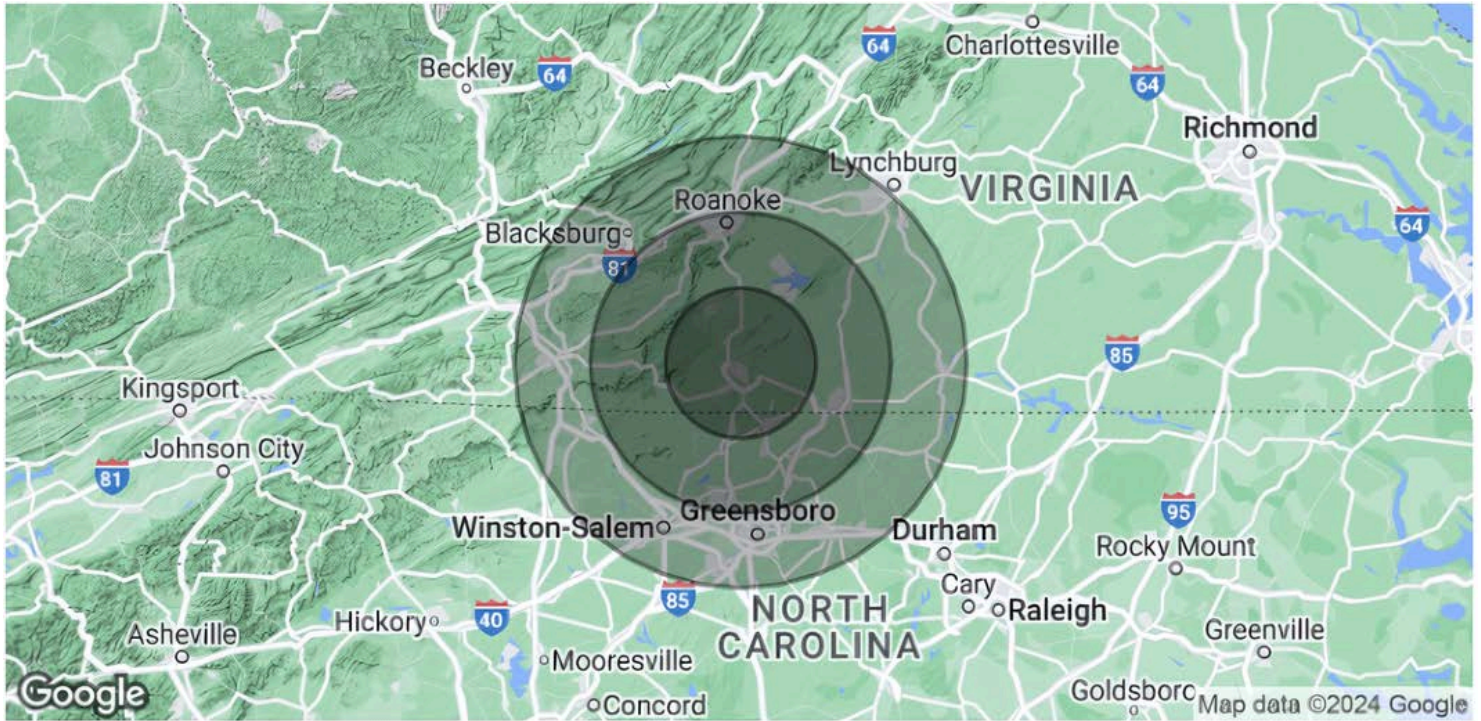 64
Charlottesville
Beckley
64
64
Richmond
Lynchburg
VIRGINIA
Roanoke
64
Blacksburg
81
85
Kingsport
Johnson City
81
Greensboro
Winston-Salem
Durham
95
Rocky Mount
Cary
85
NORTH
CAROLINA
Raleigh
40
Hickory
Asheville
Greenville
Mooresville
Concord
Goldsboro
Google
Map data ©2024 Google